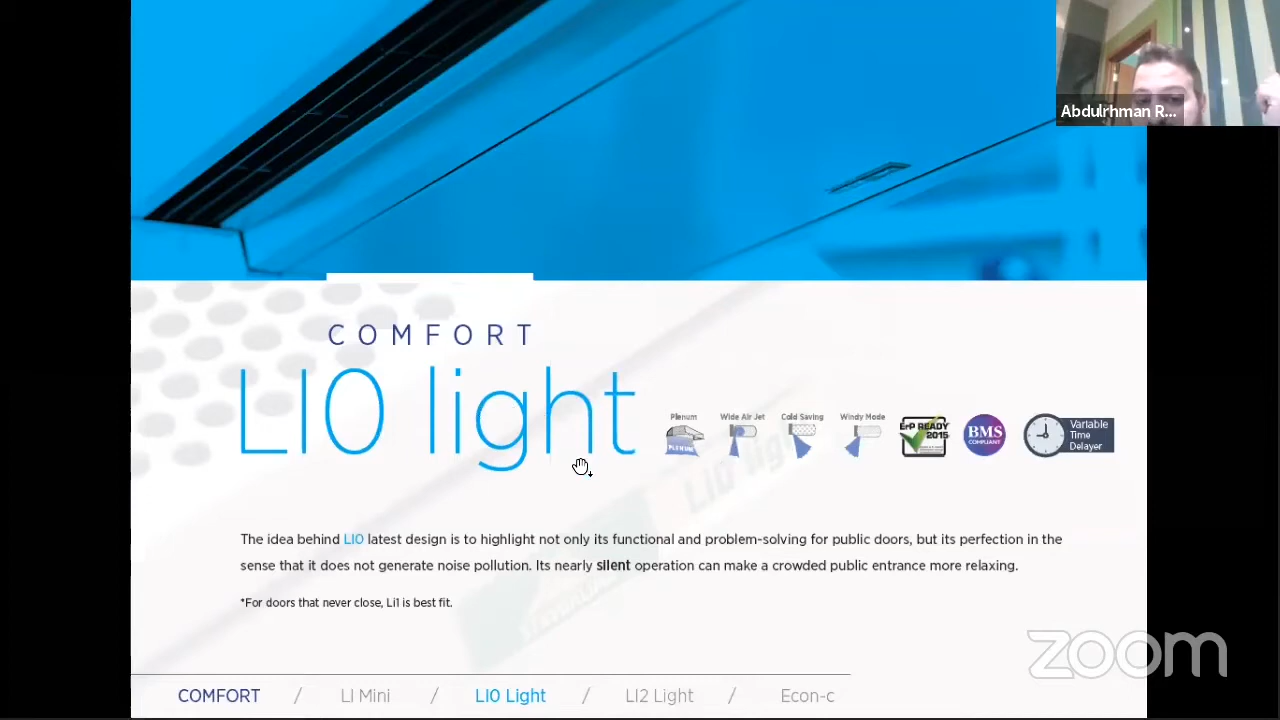 Abdulrhman R...
COMFORT
LI0 light
Plenum
Wide Air Jet
Cold Saving
Windy Mode
PLENUM
ErP READY
2015
BMS
COMPLIANT
Variable
Time
Delayer
The idea behind LI0 latest design is to highlight not only its functional and problem-solving for public doors, but its perfection in the
sense that it does not generate noise pollution. Its nearly silent operation can make a crowded public entrance more relaxing.
*For doors that never close, Li1 is best fit.
zoom
COMFORT / LI Mini / LI0 Light / LI2 Light / Econ-c